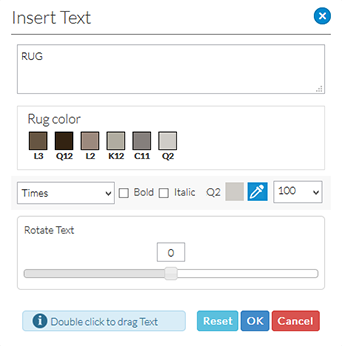 Insert Text
RUG
Rug color
L3 Q12 L2 K12 C11 Q2
Times Bold Italic Q2 100
Rotate Text
0
Double click to drag Text Reset OK Cancel